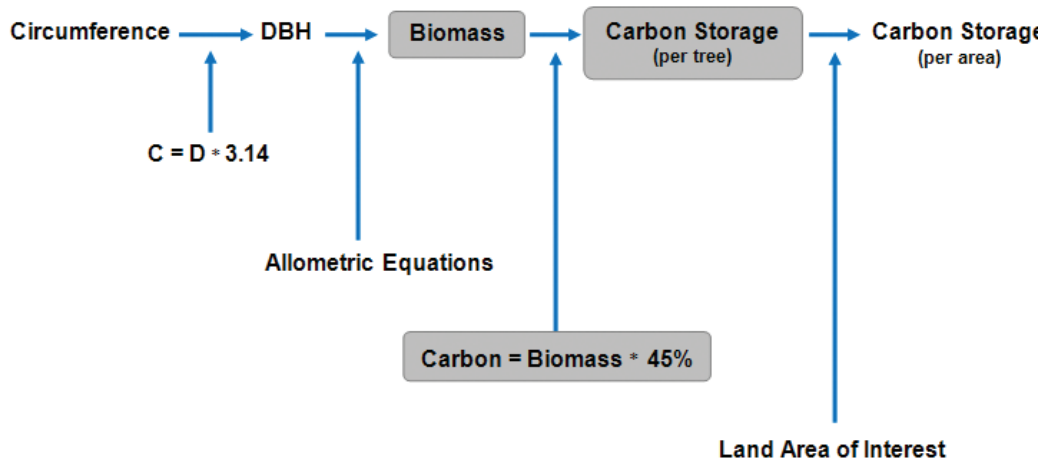 Circumference
DBH
Biomass
Carbon Storage
(per tree)
Carbon Storage
(per area)
C = D * 3.14
Allometric Equations
Carbon = Biomass * 45%
Land Area of Interest